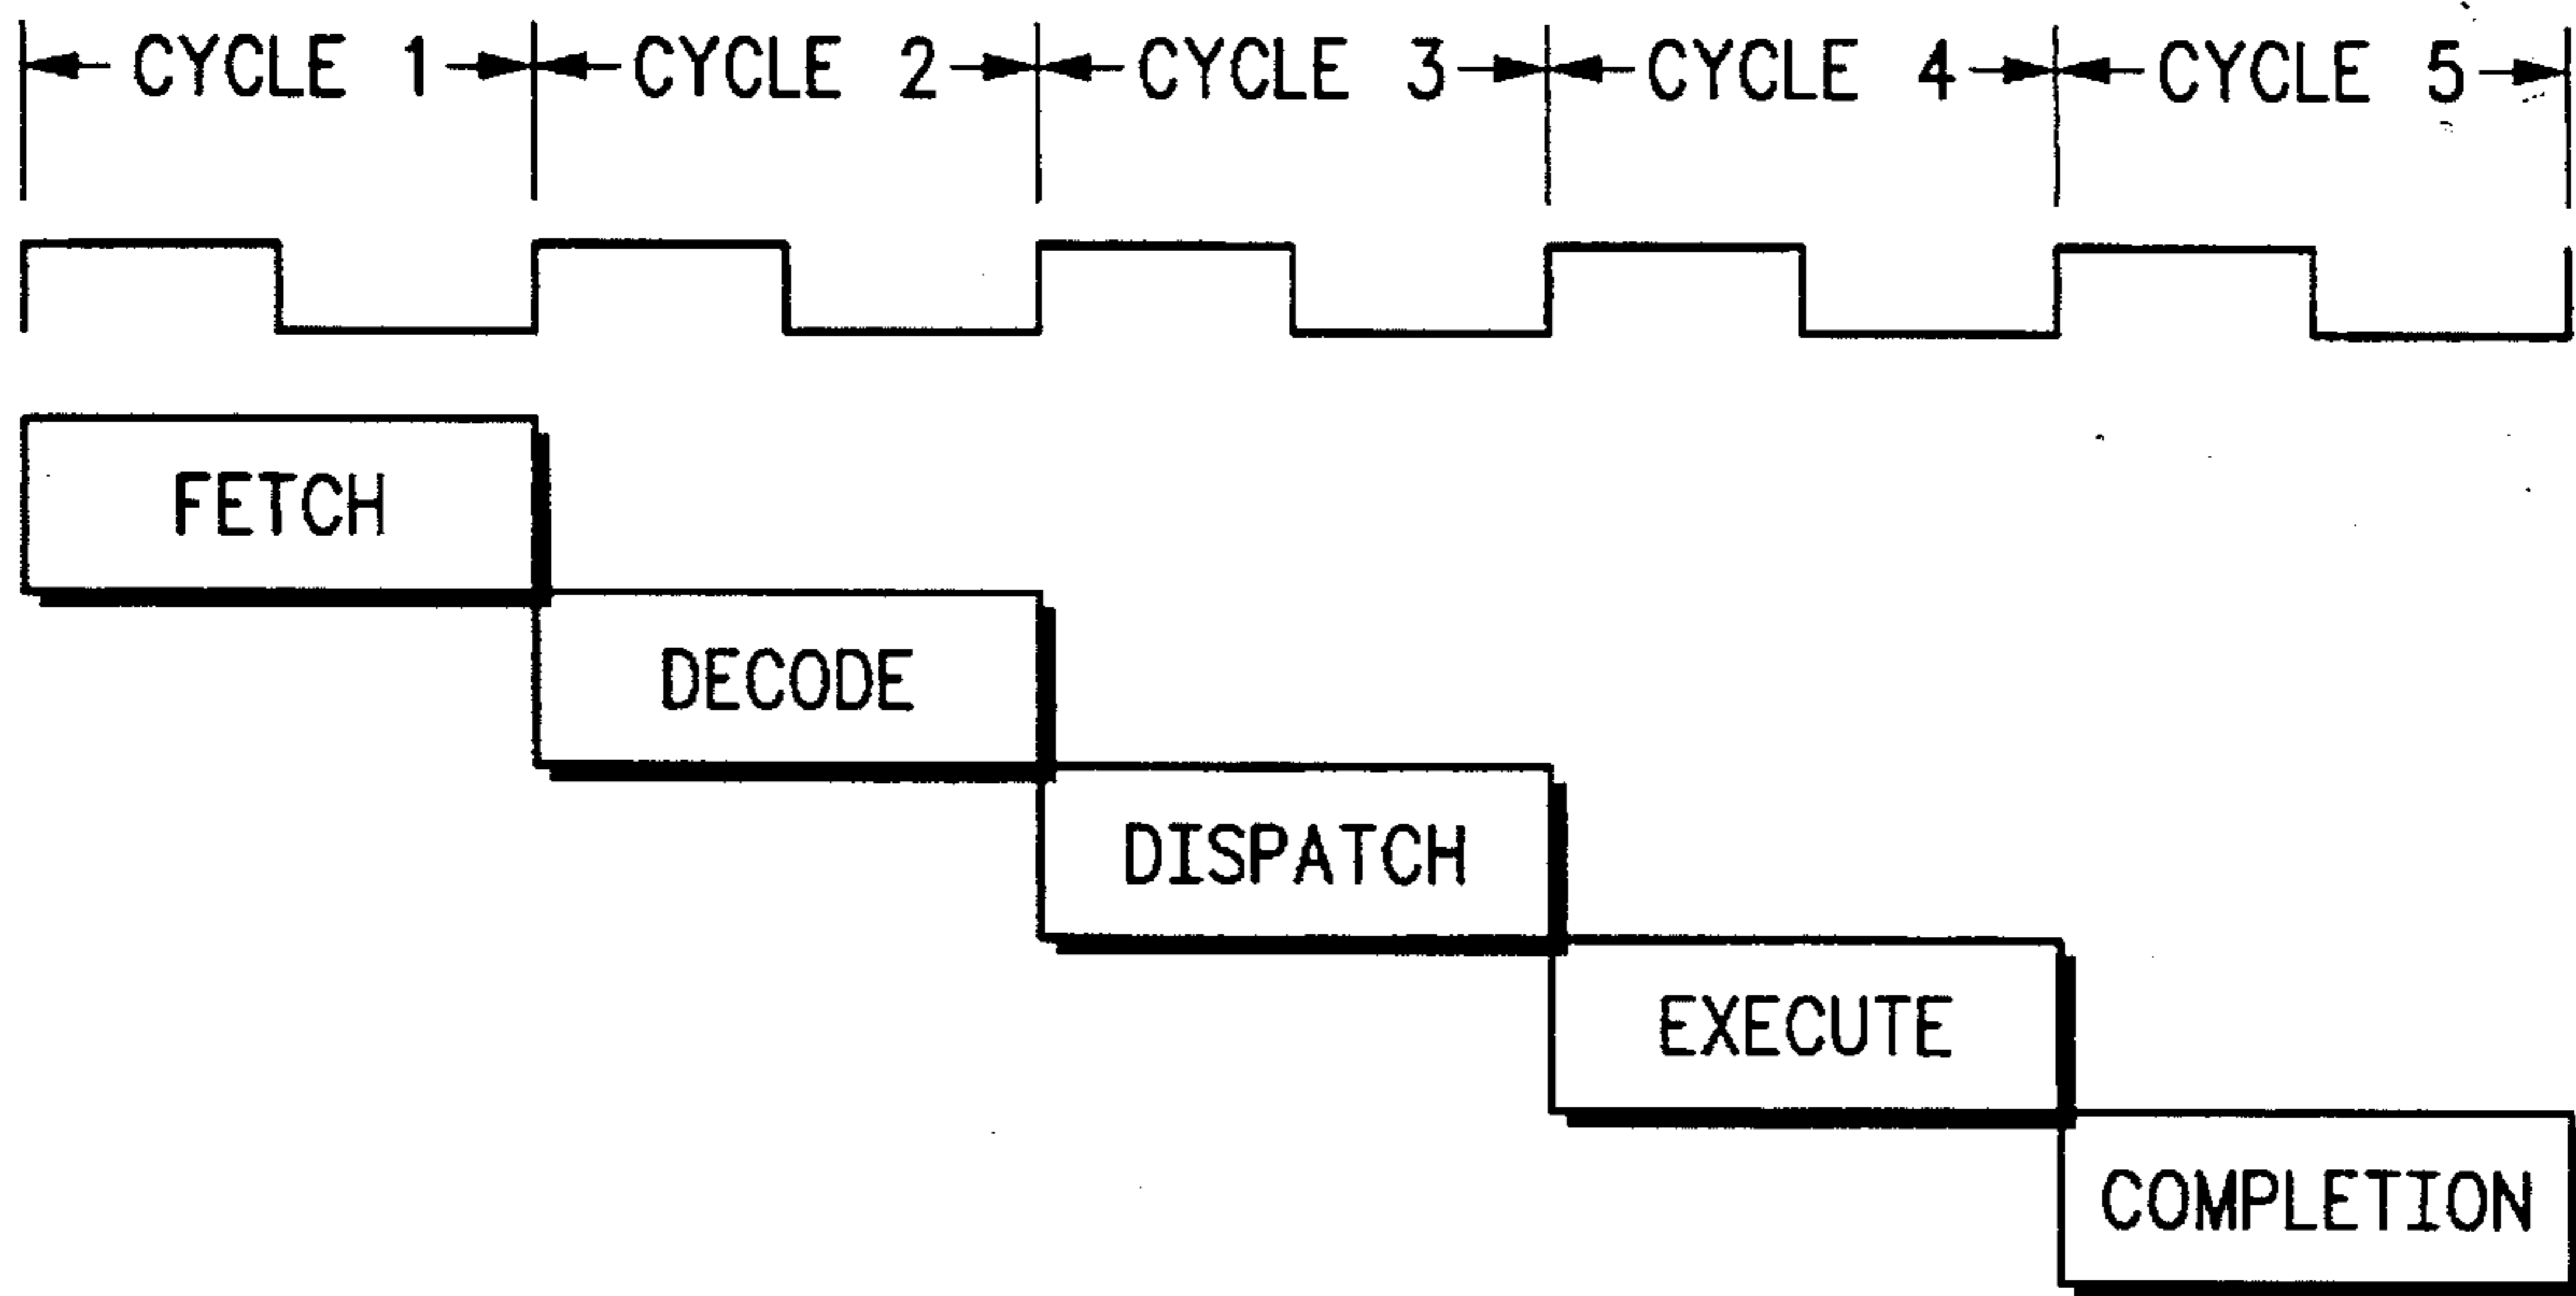 CYCLE 1 CYCLE 2 CYCLE 3 CYCLE 4 CYCLE 5
FETCH
DECODE
DISPATCH
EXECUTE
COMPLETION